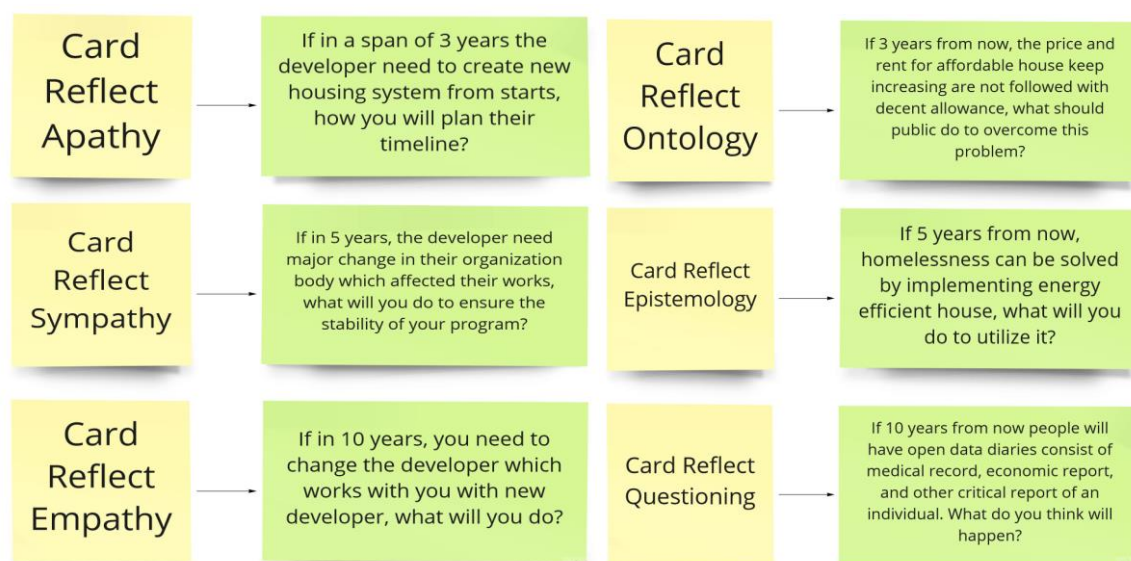 Card
Reflect
Apathy
If in a span of 3 years the
developer need to create new
housing system from starts,
how you will plan their
timeline?
Card
Reflect
Ontology
If 3 years from now, the price and
rent for affordable house keep
increasing are not followed with
decent allowance, what should
public do to overcome this
problem?
Card
Reflect
Sympathy
If in 5 years, the developer need
major change in their organization
body which affected their works,
what will you do to ensure the
stability of your program?
Card Reflect
Epistemology
If 5 years from now,
homelessness can be solved
by implementing energy
efficient house, what will you
do to utilize it?
Card
Reflect
Empathy
If in 10 years, you need to
change the developer which
works with you with new
developer, what will you do?
Card Reflect
Questioning
If 10 years from now people will
have open data diaries consist of
medical record, economic report,
and other critical report of an
individual. What do you think will
happen?